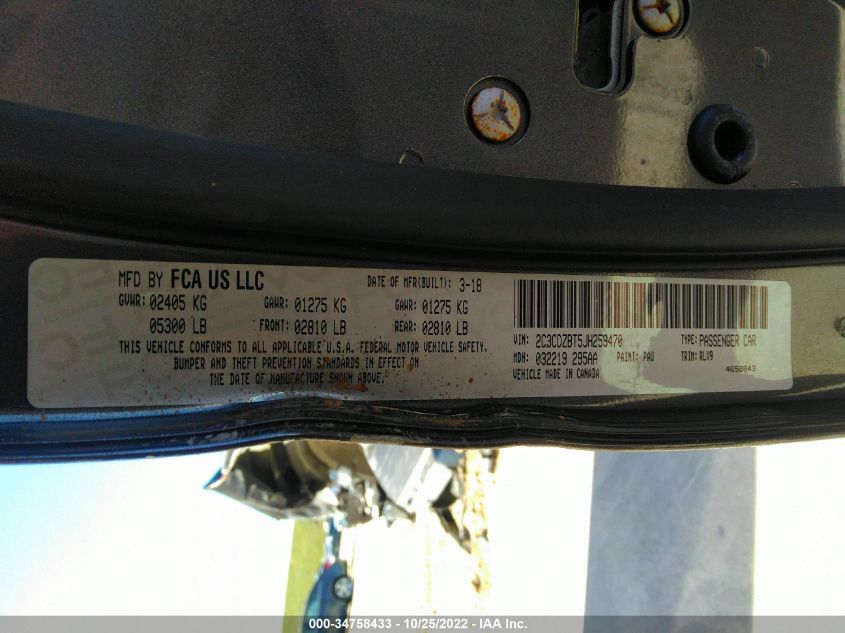 MFD BY FCA US LLC DATE OF MFR(BUILT): 3-18
GVWR: 02405 KG GAWR: 01275 KG GAWR: 01275 KG
05300 LB FRONT: 02810 LB REAR: 02810 LB
THIS VEHICLE CONFORMS TO ALL APPLICABLE U.S.A. FEDERAL MOTOR VEHICLE SAFETY,
BUMPER AND THEFT PREVENTION STANDARDS IN EFFECT ON
THE DATE OF MANUFACTURE SHOWN ABOVE.
VIN: 2C3CDZBT5JH259470 TYPE: PASSENGER CAR
MDH: 032219 295AA PAINT: PAU TRIM: RLX9
VEHICLE MADE IN CANADA 4650843
000-34758433 - 10/25/2022 - IAA Inc.